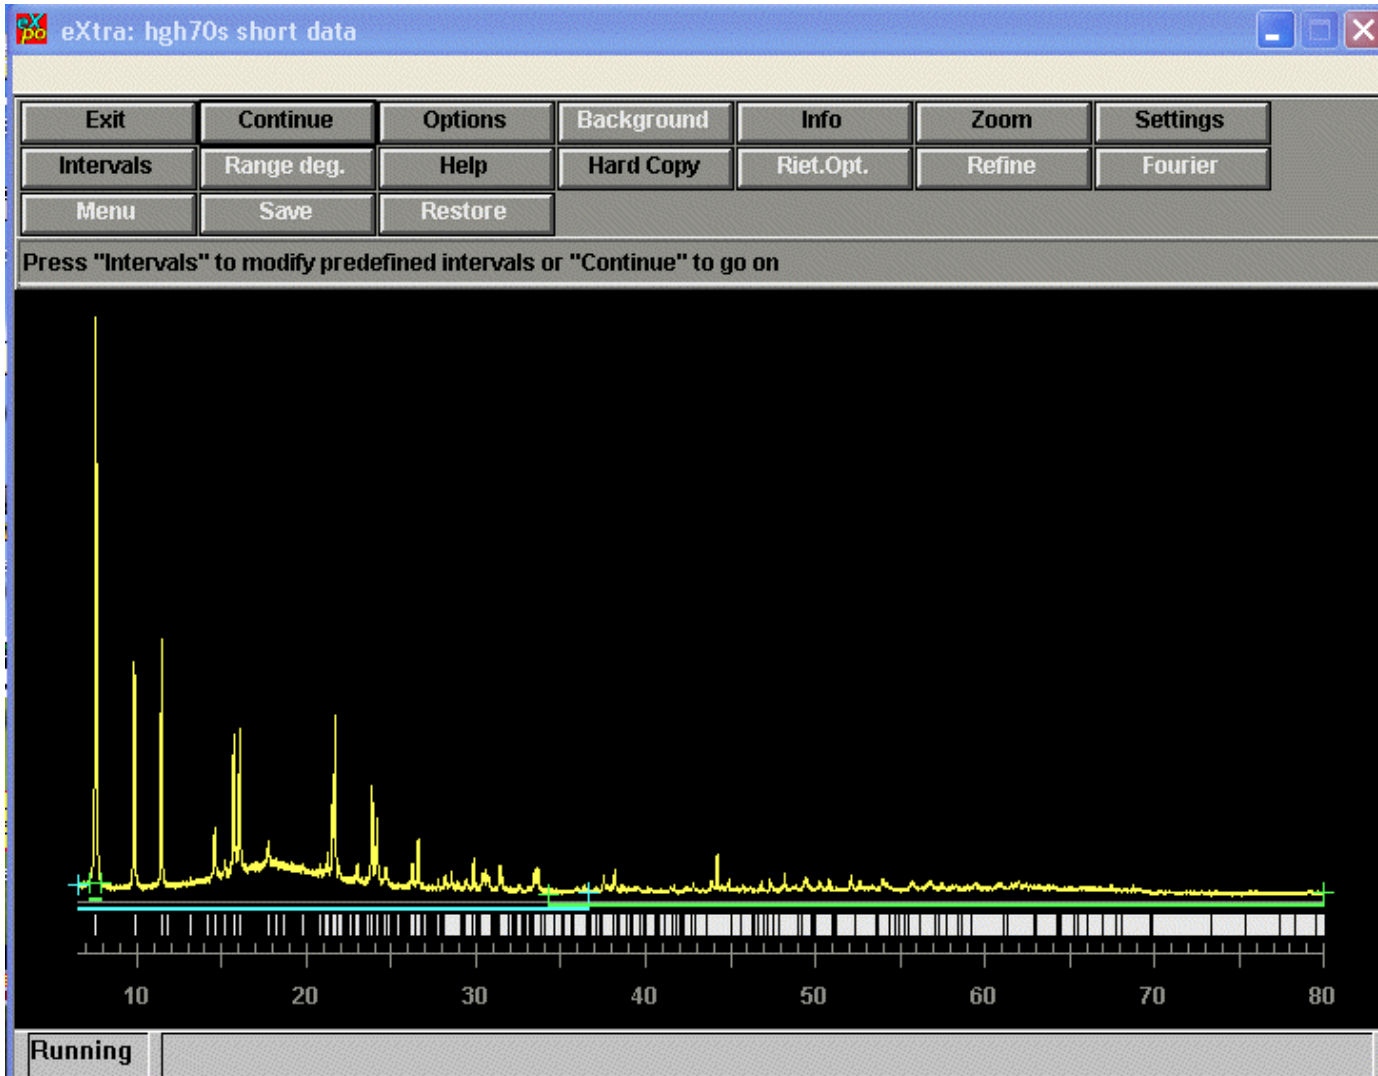 eXpo eXtra: hgh70s short data
Exit Continue Options Background Info Zoom Settings
Intervals Range deg. Help Hard Copy Riet.Opt. Refine Fourier
Menu Save Restore
Press "Intervals" to modify predefined intervals or "Continue" to go on
10 20 30 40 50 60 70 80
Running